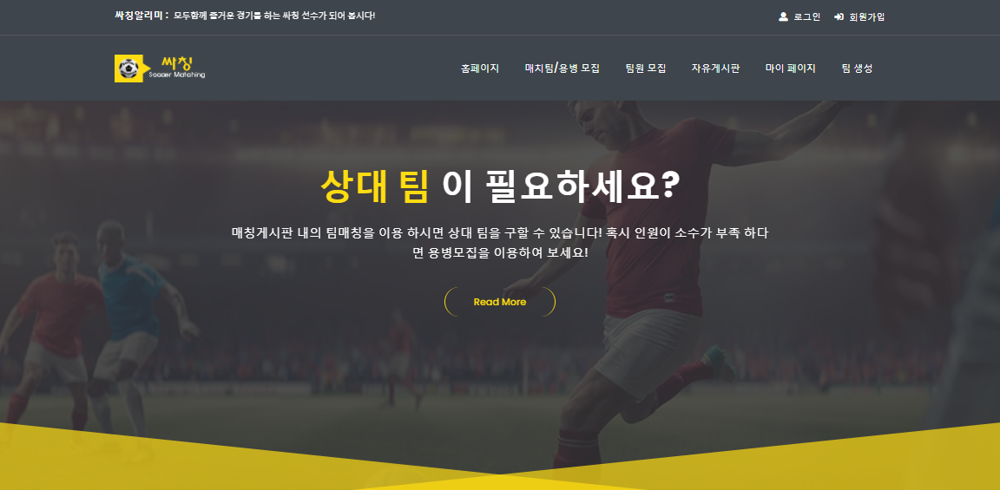 싸칭알리미 : 모두함께 즐거운 경기를 하는 싸칭 선수가 되어 봅시다!
로그인 회원가입
싸칭
Soccer Matching
홈페이지 매치팀/용병 모집 팀원 모집 자유게시판 마이 페이지 팀 생성
상대 팀 이 필요하세요?
매칭게시판 내의 팀매칭을 이용 하시면 상대 팀을 구할 수 있습니다! 혹시 인원이 소수가 부족 하다
면 용병모집을 이용하여 보세요!
Read More